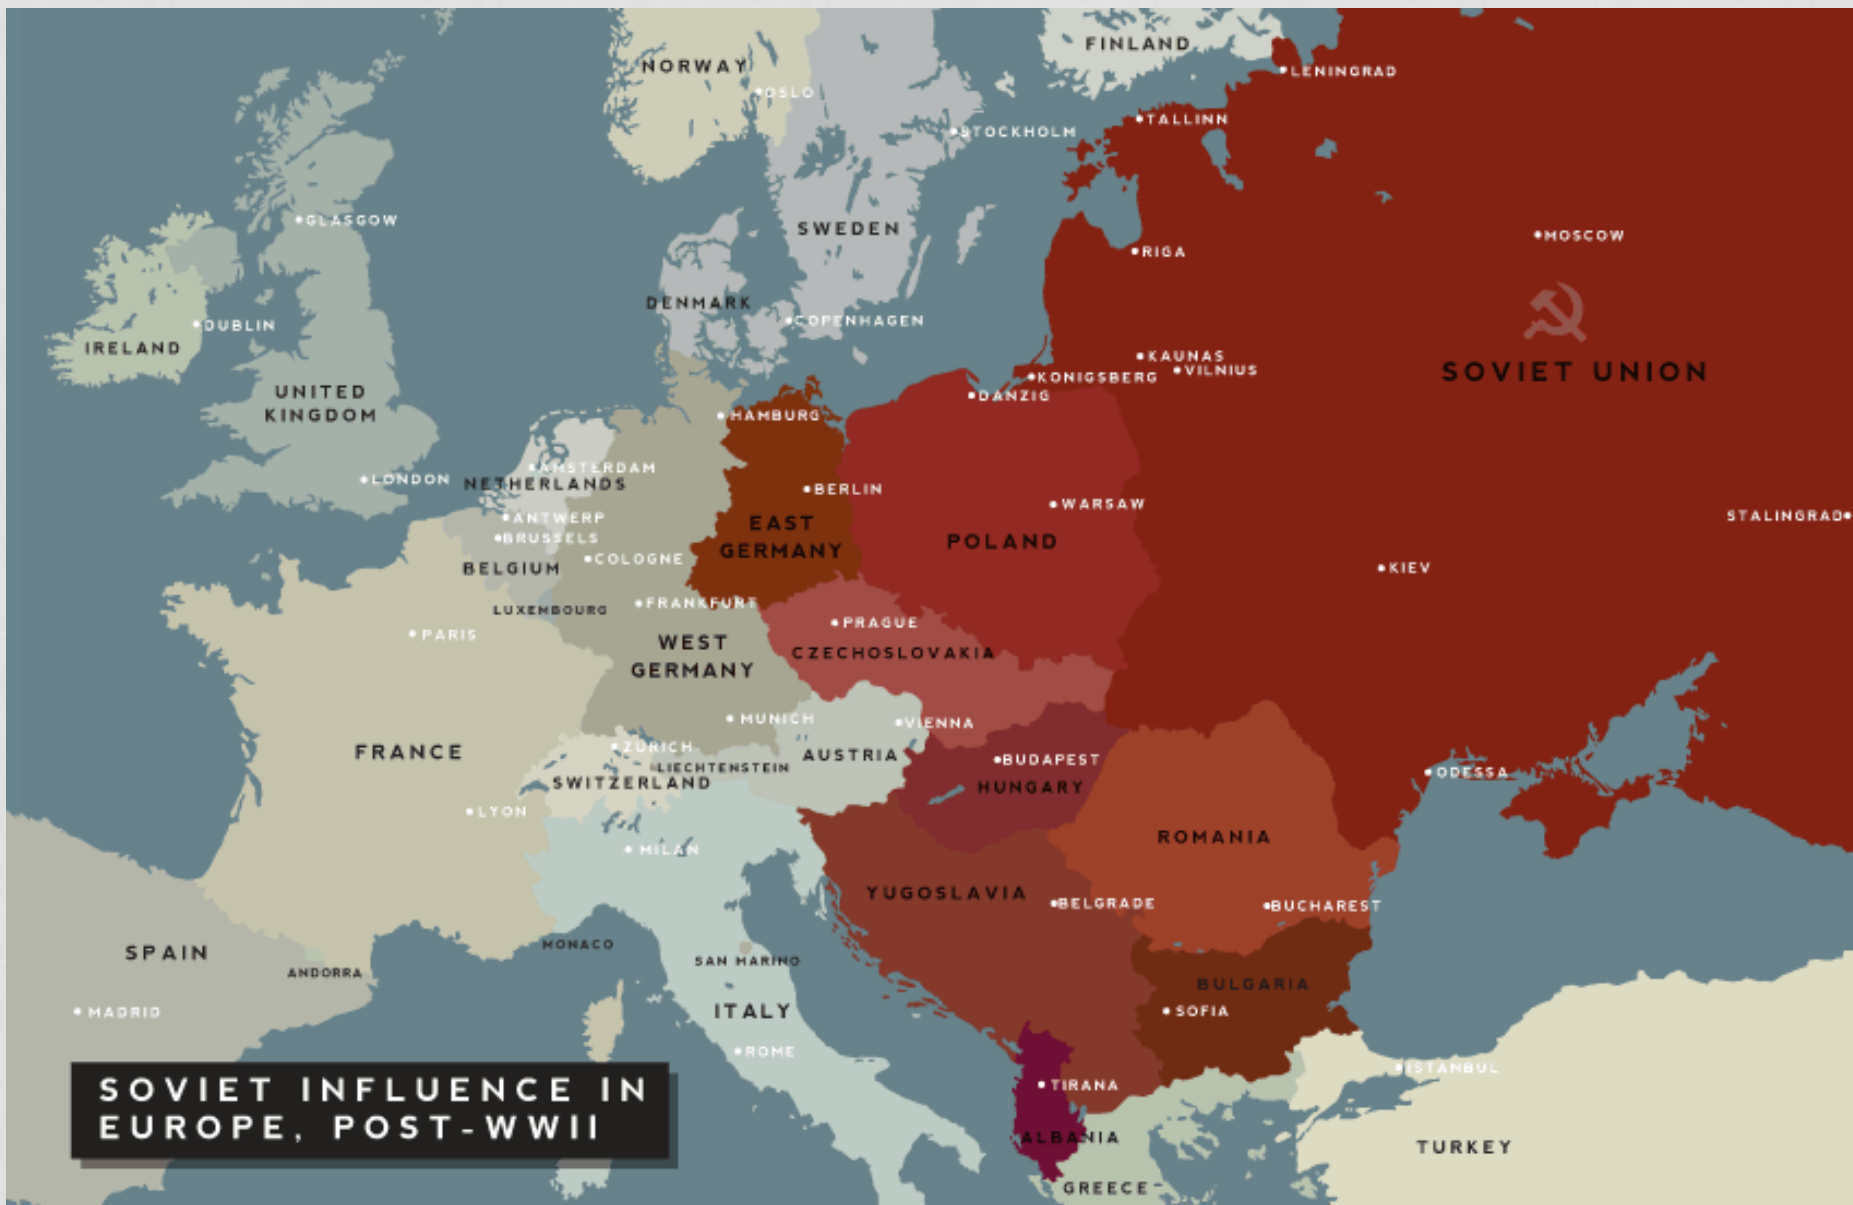 NORWAY
OSLO
FINLAND
LENINGRAD
TALLINN
STOCKHOLM
GLASGOW
SWEDEN
RIGA
MOSCOW
DENMARK
COPENHAGEN
DUBLIN
IRELAND
UNITED
KINGDOM
KAUNAS
VILNIUS
KONIGSBERG
DANZIG
SOVIET UNION
HAMBURG
LONDON
AMSTERDAM
NETHERLANDS
BERLIN
EAST
GERMANY
WARSAW
POLAND
STALINGRAD
ANTWERP
BRUSSELS
BELGIUM
COLOGNE
KIEV
LUXEMBOURG
FRANKFURT
PARIS
WEST
GERMANY
PRAGUE
CZECHOSLOVAKIA
MUNICH
VIENNA
FRANCE
ZURICH
LIECHTENSTEIN
SWITZERLAND
AUSTRIA
BUDAPEST
HUNGARY
ODESSA
LYON
MILAN
ROMANIA
YUGOSLAVIA
BELGRADE
BUCHAREST
SPAIN
ANDORRA
MONACO
SAN MARINO
ITALY
BULGARIA
SOFIA
MADRID
ROME
TIRANA
ISTANBUL
ALBANIA
GREECE
TURKEY
SOVIET INFLUENCE IN
EUROPE, POST-WWII